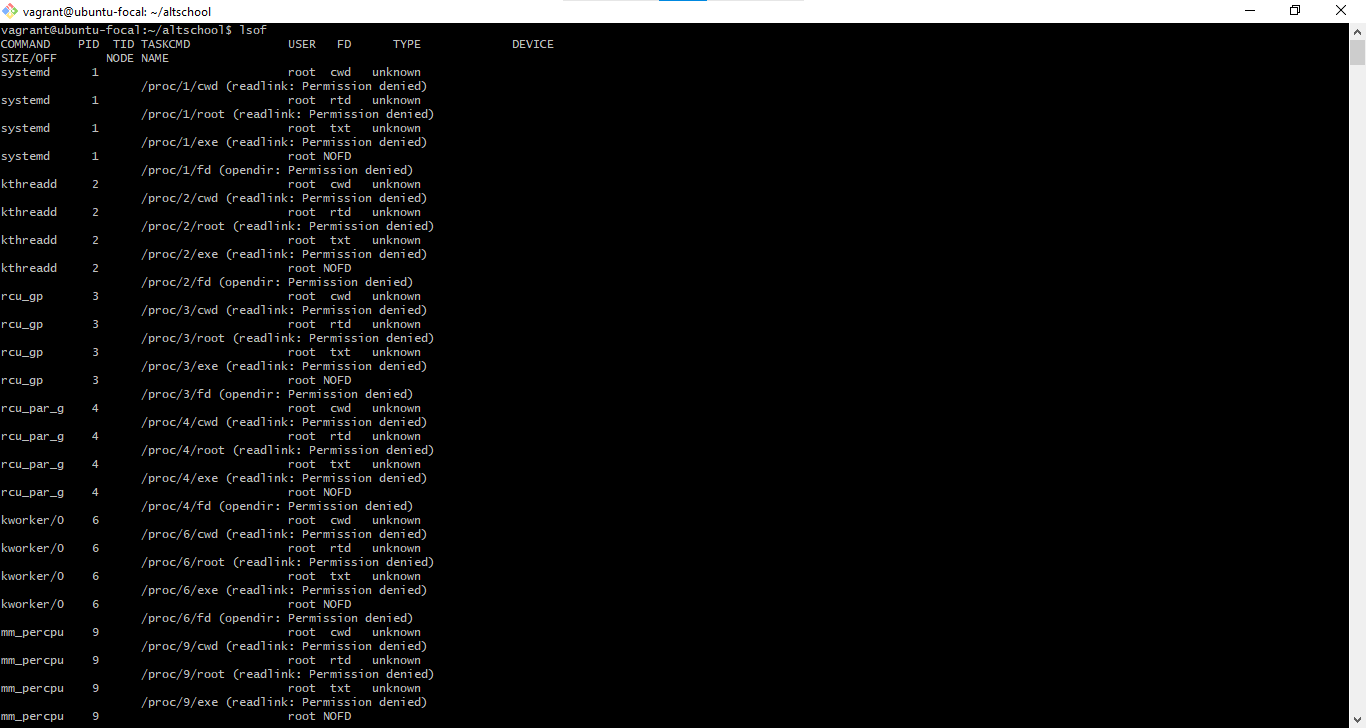 vagrant@ubuntu-focal: ~/altschool
vagrant@ubuntu-focal:~/altschool$ lsof
COMMAND PID TID TASKCMD USER FD TYPE DEVICE
SIZE/OFF NODE NAME
systemd 1 root cwd unknown
/proc/1/cwd (readlink: Permission denied)
systemd 1 root rtd unknown
/proc/1/root (readlink: Permission denied)
systemd 1 root txt unknown
/proc/1/exe (readlink: Permission denied)
systemd 1 root NOFD
/proc/1/fd (opendir: Permission denied)
kthreadd 2 root cwd unknown
/proc/2/cwd (readlink: Permission denied)
kthreadd 2 root rtd unknown
/proc/2/root (readlink: Permission denied)
kthreadd 2 root txt unknown
/proc/2/exe (readlink: Permission denied)
kthreadd 2 root NOFD
/proc/2/fd (opendir: Permission denied)
rcu_gp 3 root cwd unknown
/proc/3/cwd (readlink: Permission denied)
rcu_gp 3 root rtd unknown
/proc/3/root (readlink: Permission denied)
rcu_gp 3 root txt unknown
/proc/3/exe (readlink: Permission denied)
rcu_gp 3 root NOFD
/proc/3/fd (opendir: Permission denied)
rcu_par_g 4 root cwd unknown
/proc/4/cwd (readlink: Permission denied)
rcu_par_g 4 root rtd unknown
/proc/4/root (readlink: Permission denied)
rcu_par_g 4 root txt unknown
/proc/4/exe (readlink: Permission denied)
rcu_par_g 4 root NOFD
/proc/4/fd (opendir: Permission denied)
kworker/0 6 root cwd unknown
/proc/6/cwd (readlink: Permission denied)
kworker/0 6 root rtd unknown
/proc/6/root (readlink: Permission denied)
kworker/0 6 root txt unknown
/proc/6/exe (readlink: Permission denied)
kworker/0 6 root NOFD
/proc/6/fd (opendir: Permission denied)
mm_percpu 9 root cwd unknown
/proc/9/cwd (readlink: Permission denied)
mm_percpu 9 root rtd unknown
/proc/9/root (readlink: Permission denied)
mm_percpu 9 root txt unknown
/proc/9/exe (readlink: Permission denied)
mm_percpu 9 root NOFD